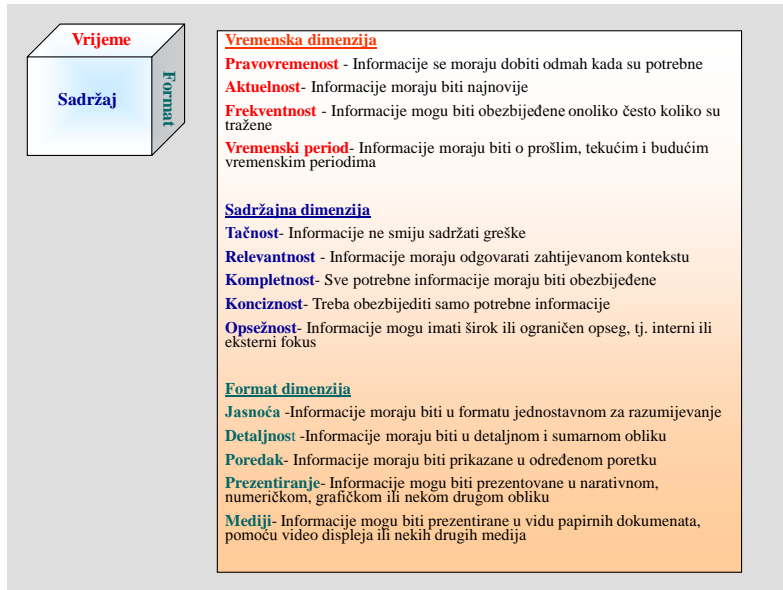 Vrijeme
Sadržaj
Format
Vremenska dimenzija
Pravovremenost - Informacije se moraju dobiti odmah kada su potrebne
Aktuelnost- Informacije moraju biti najnovije
Frekventnost - Informacije mogu biti obezbijeđene onoliko često koliko su
tražene
Vremenski period- Informacije moraju biti o prošlim, tekućim i budućim
vremenskim periodima
Sadržajna dimenzija
Tačnost- Informacije ne smiju sadržati greške
Relevantnost - Informacije moraju odgovarati zahtijevanom kontekstu
Kompletnost- Sve potrebne informacije moraju biti obezbijeđene
Konciznost- Treba obezbijediti samo potrebne informacije
Opsežnost- Informacije mogu imati širok ili ograničen opseg, tj. interni ili
eksterni fokus
Format dimenzija
Jasnoća -Informacije moraju biti u formatu jednostavnom za razumijevanje
Detaljnost -Informacije moraju biti u detaljnom i sumarnom obliku
Poredak- Informacije moraju biti prikazane u određenom poretku
Prezentiranje- Informacije mogu biti prezentovane u narativnom,
numeričkom, grafičkom ili nekom drugom obliku
Mediji- Informacije mogu biti prezentirane u vidu papirnih dokumenata,
pomoću video displeja ili nekih drugih medija